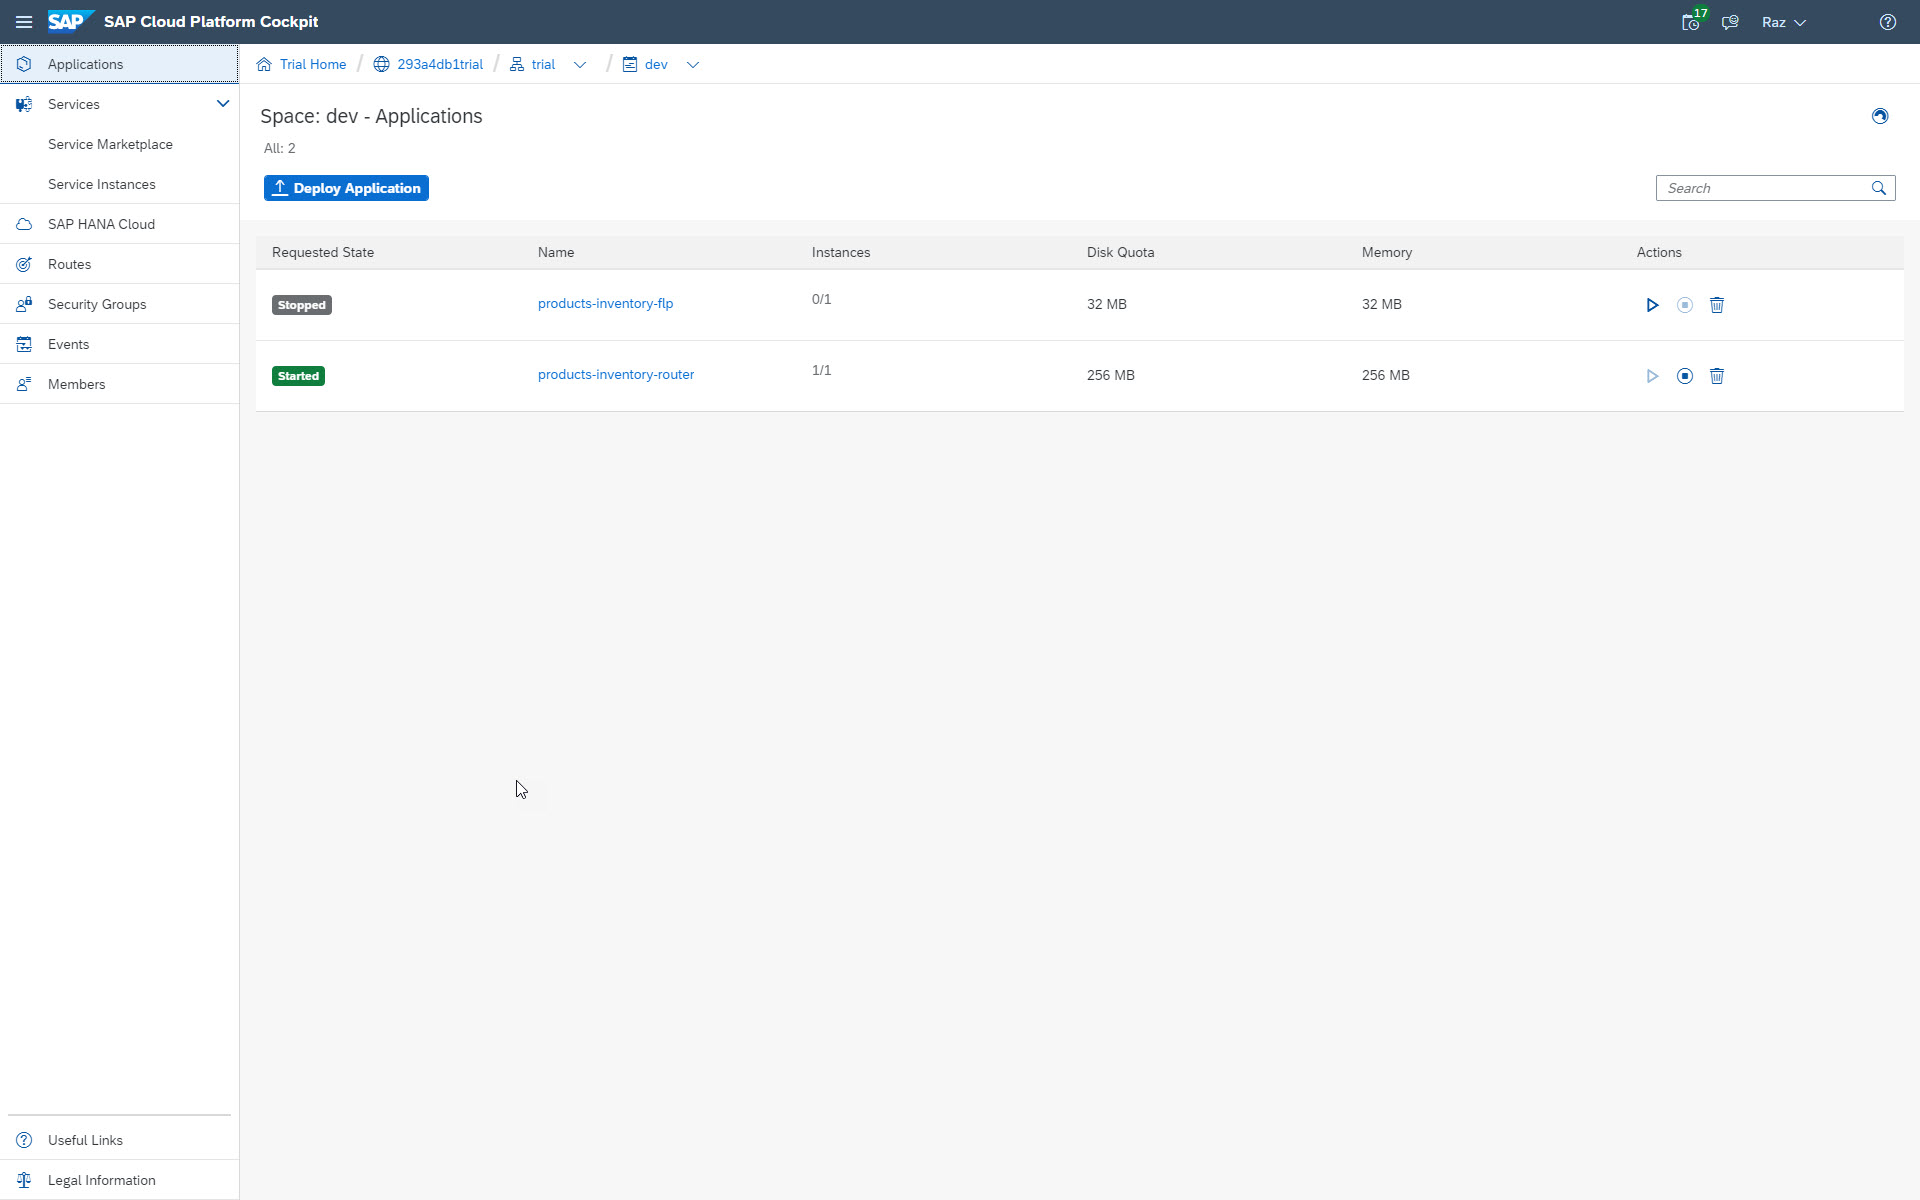 SAP SAP Cloud Platform Cockpit 17 Raz
Applications
Services
Service Marketplace
Service Instances
SAP HANA Cloud
Routes
Security Groups
Events
Members
Useful Links
Legal Information
Trial Home / 293a4db1trial / trial / dev
Space: dev - Applications
All: 2
Deploy Application Search
Requested State Name Instances Disk Quota Memory Actions
Stopped products-inventory-flp 0/1 32 MB 32 MB
Started products-inventory-router 1/1 256 MB 256 MB